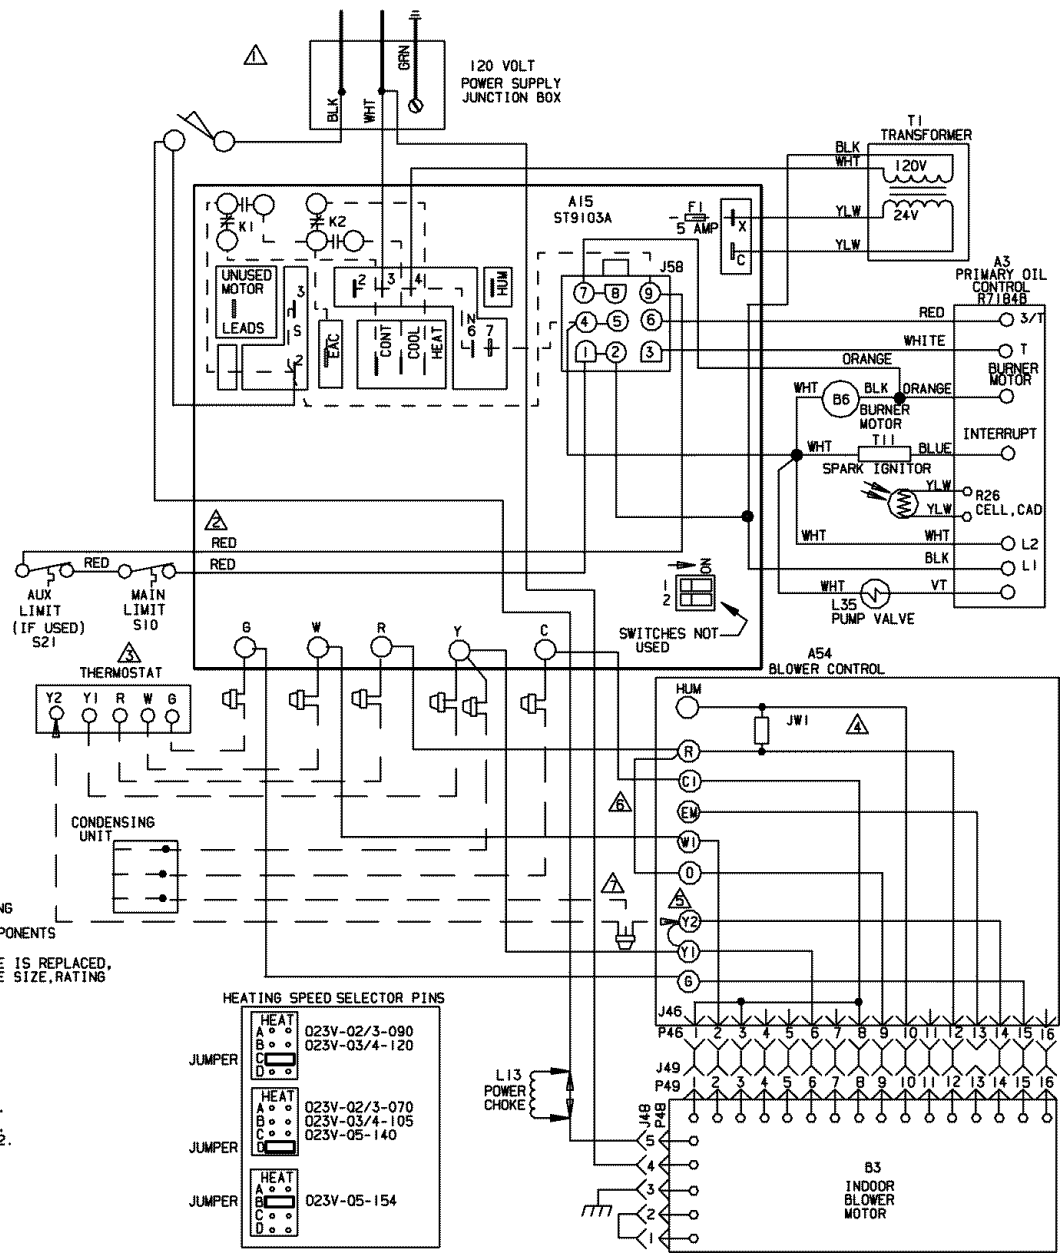 120 VOLT
POWER SUPPLY
JUNCTION BOX
1
BLK
WHT
GRN
T1
TRANSFORMER
BLK
WHT
120V
24V
YLW
YLW
A15
ST9103A
F1
5 AMP
X
C
K1
K2
UNUSED
MOTOR
LEADS
3
S
2
2
3
4
HUM
EAC
CONT
COOL
HEAT
N
6
7
J58
7
8
9
4
5
6
1
2
3
A3
PRIMARY OIL
CONTROL
R7184B
RED
3/T
WHITE
T
ORANGE
BURNER
MOTOR
WHT
B6
BLK
ORANGE
BURNER
MOTOR
INTERRUPT
WHT
T11
BLUE
SPARK IGNITOR
YLW
YLW
R26
CELL,CAD
WHT
WHT
L2
BLK
L1
WHT
VT
L35
PUMP VALVE
2
RED
RED
RED
AUX
LIMIT
(IF USED)
S21
MAIN
LIMIT
S10
ON
1
2
SWITCHES NOT
USED
G
W
R
Y
C
3
THERMOSTAT
Y2
Y1
R
W
G
A54
BLOWER CONTROL
HUM
JW1
4
R
C1
EM
W1
O
Y2
Y1
G
5
6
7
CONDENSING
UNIT
NG
PONENTS
E IS REPLACED,
E SIZE,RATING
2.
HEATING SPEED SELECTOR PINS
HEAT
A
B
C
D
JUMPER
023V-02/3-090
023V-03/4-120
HEAT
A
B
C
D
JUMPER
023V-02/3-070
023V-03/4-105
023V-05-140
HEAT
A
B
C
D
JUMPER
023V-05-154
J46
P46
1 2 3 4 5 6 7 8 9 10 11 12 13 14 15 16
J49
P49
1 2 3 4 5 6 7 8 9 10 11 12 13 14 15 16
L13
POWER
CHOKE
J48
P48
5
4
3
2
1
B3
INDOOR
BLOWER
MOTOR